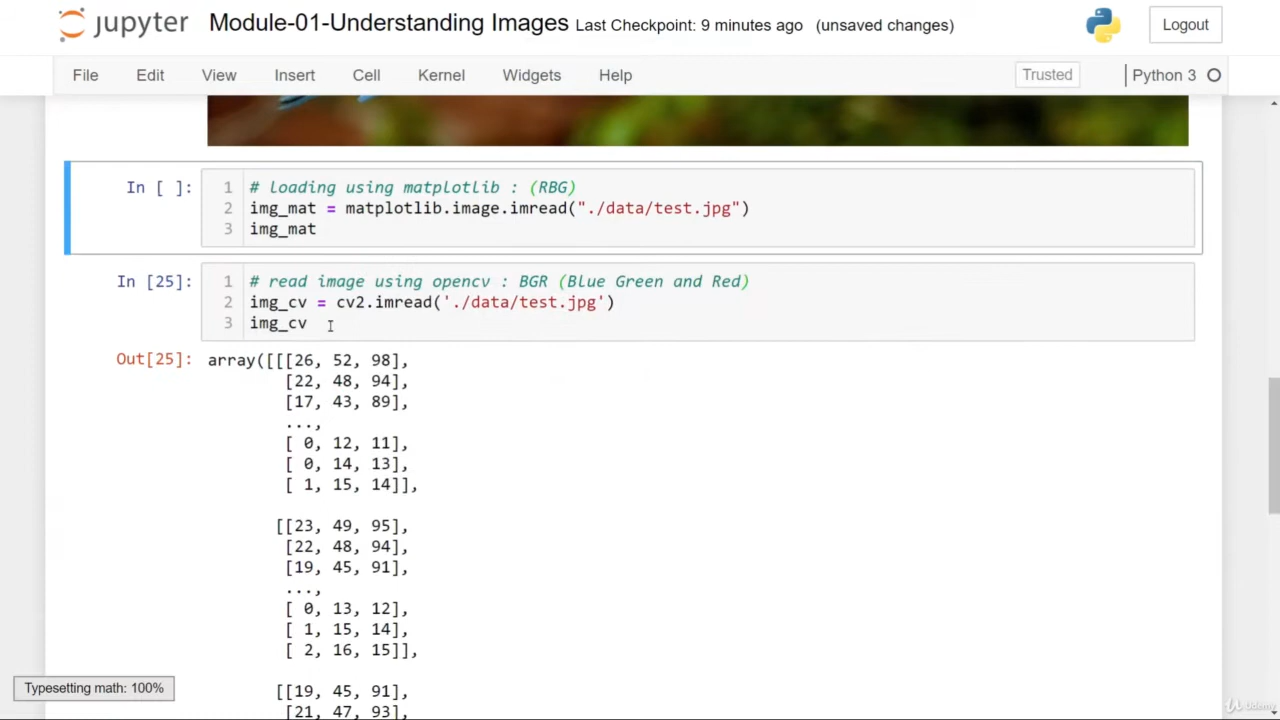 jupyter Module-01-Understanding Images Last Checkpoint: 9 minutes ago (unsaved changes) Logout
File Edit View Insert Cell Kernel Widgets Help Trusted Python 3
In [ ]: 1 # loading using matplotlib : (RBG)
2 img_mat = matplotlib.image.imread("./data/test.jpg")
3 img_mat
In [25]: 1 # read image using opencv : BGR (Blue Green and Red)
2 img_cv = cv2.imread('./data/test.jpg')
3 img_cv
Out[25]: array([[[26, 52, 98],
[22, 48, 94],
[17, 43, 89],
...,
[ 0, 12, 11],
[ 0, 14, 13],
[ 1, 15, 14]],
[[23, 49, 95],
[22, 48, 94],
[19, 45, 91],
...,
[ 0, 13, 12],
[ 1, 15, 14],
[ 2, 16, 15]],
[[19, 45, 91],
[21, 47, 93],
Typesetting math: 100%
Udemy